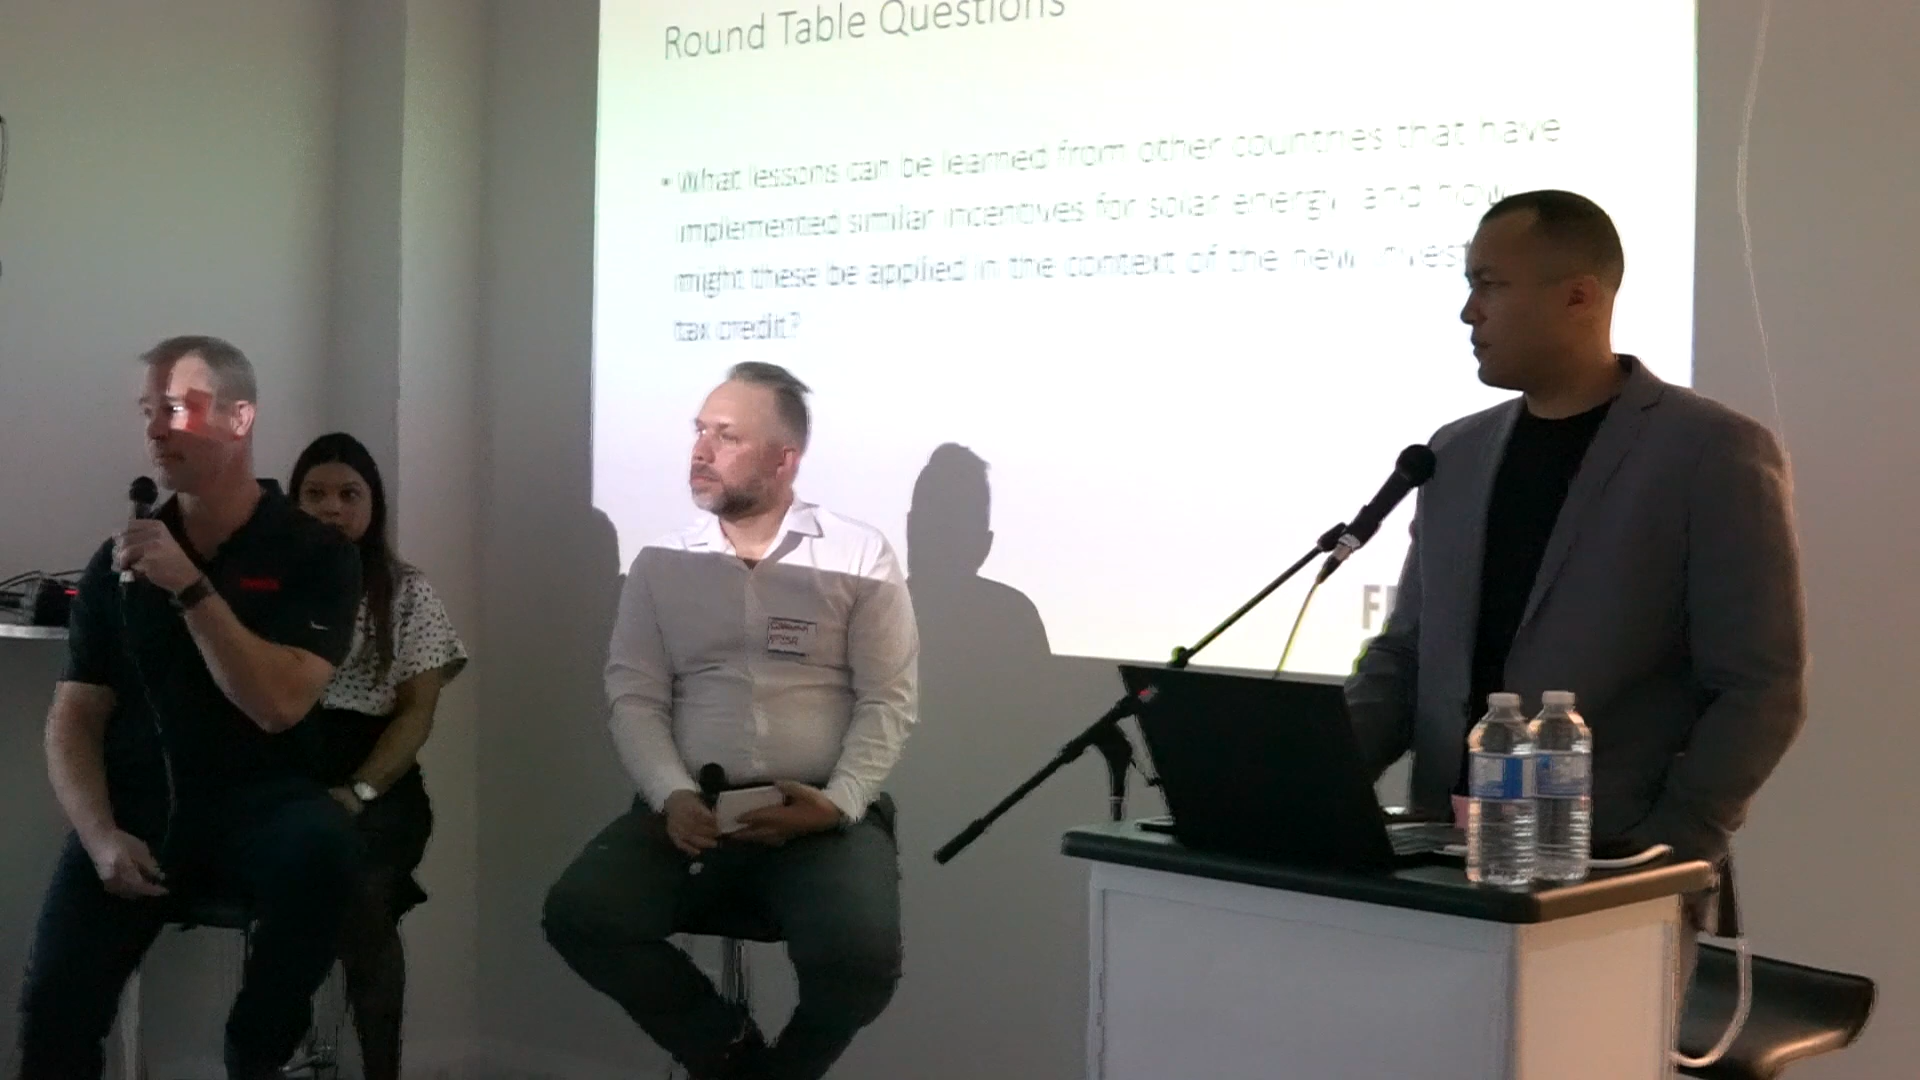 Round Table Questions
• What lessons can be learned from other countries that have
implemented similar incentives for solar energy, and how
might these be applied in the context of the new invest
tax credit?